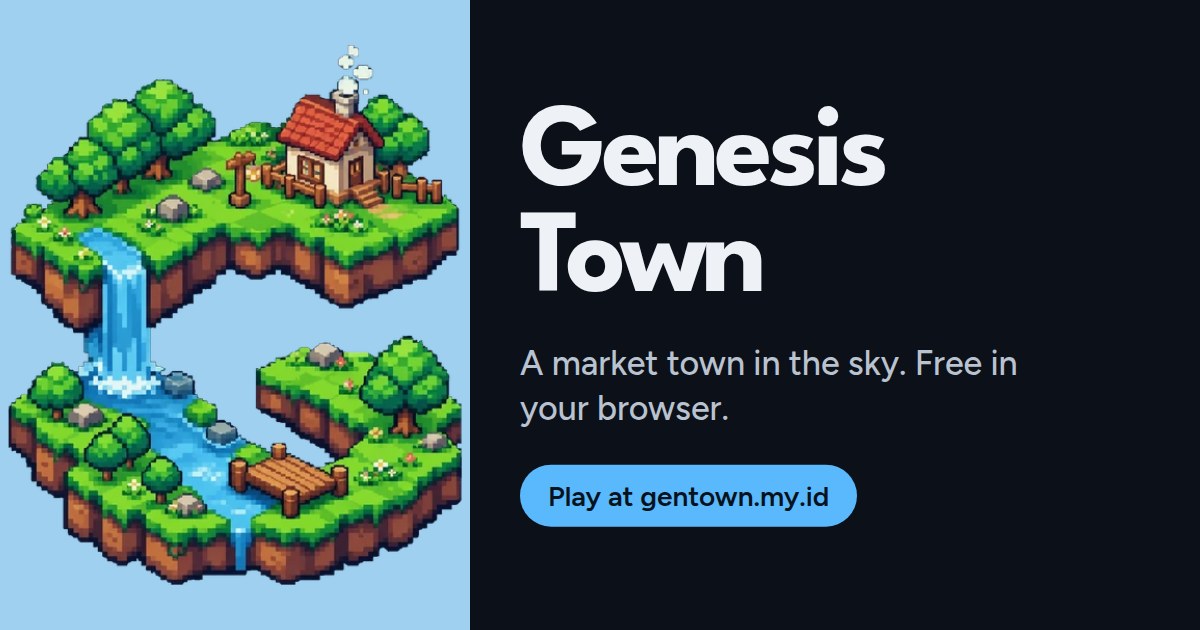 Genesis
Town
A market town in the sky. Free in
your browser.
Play at gentown.my.id